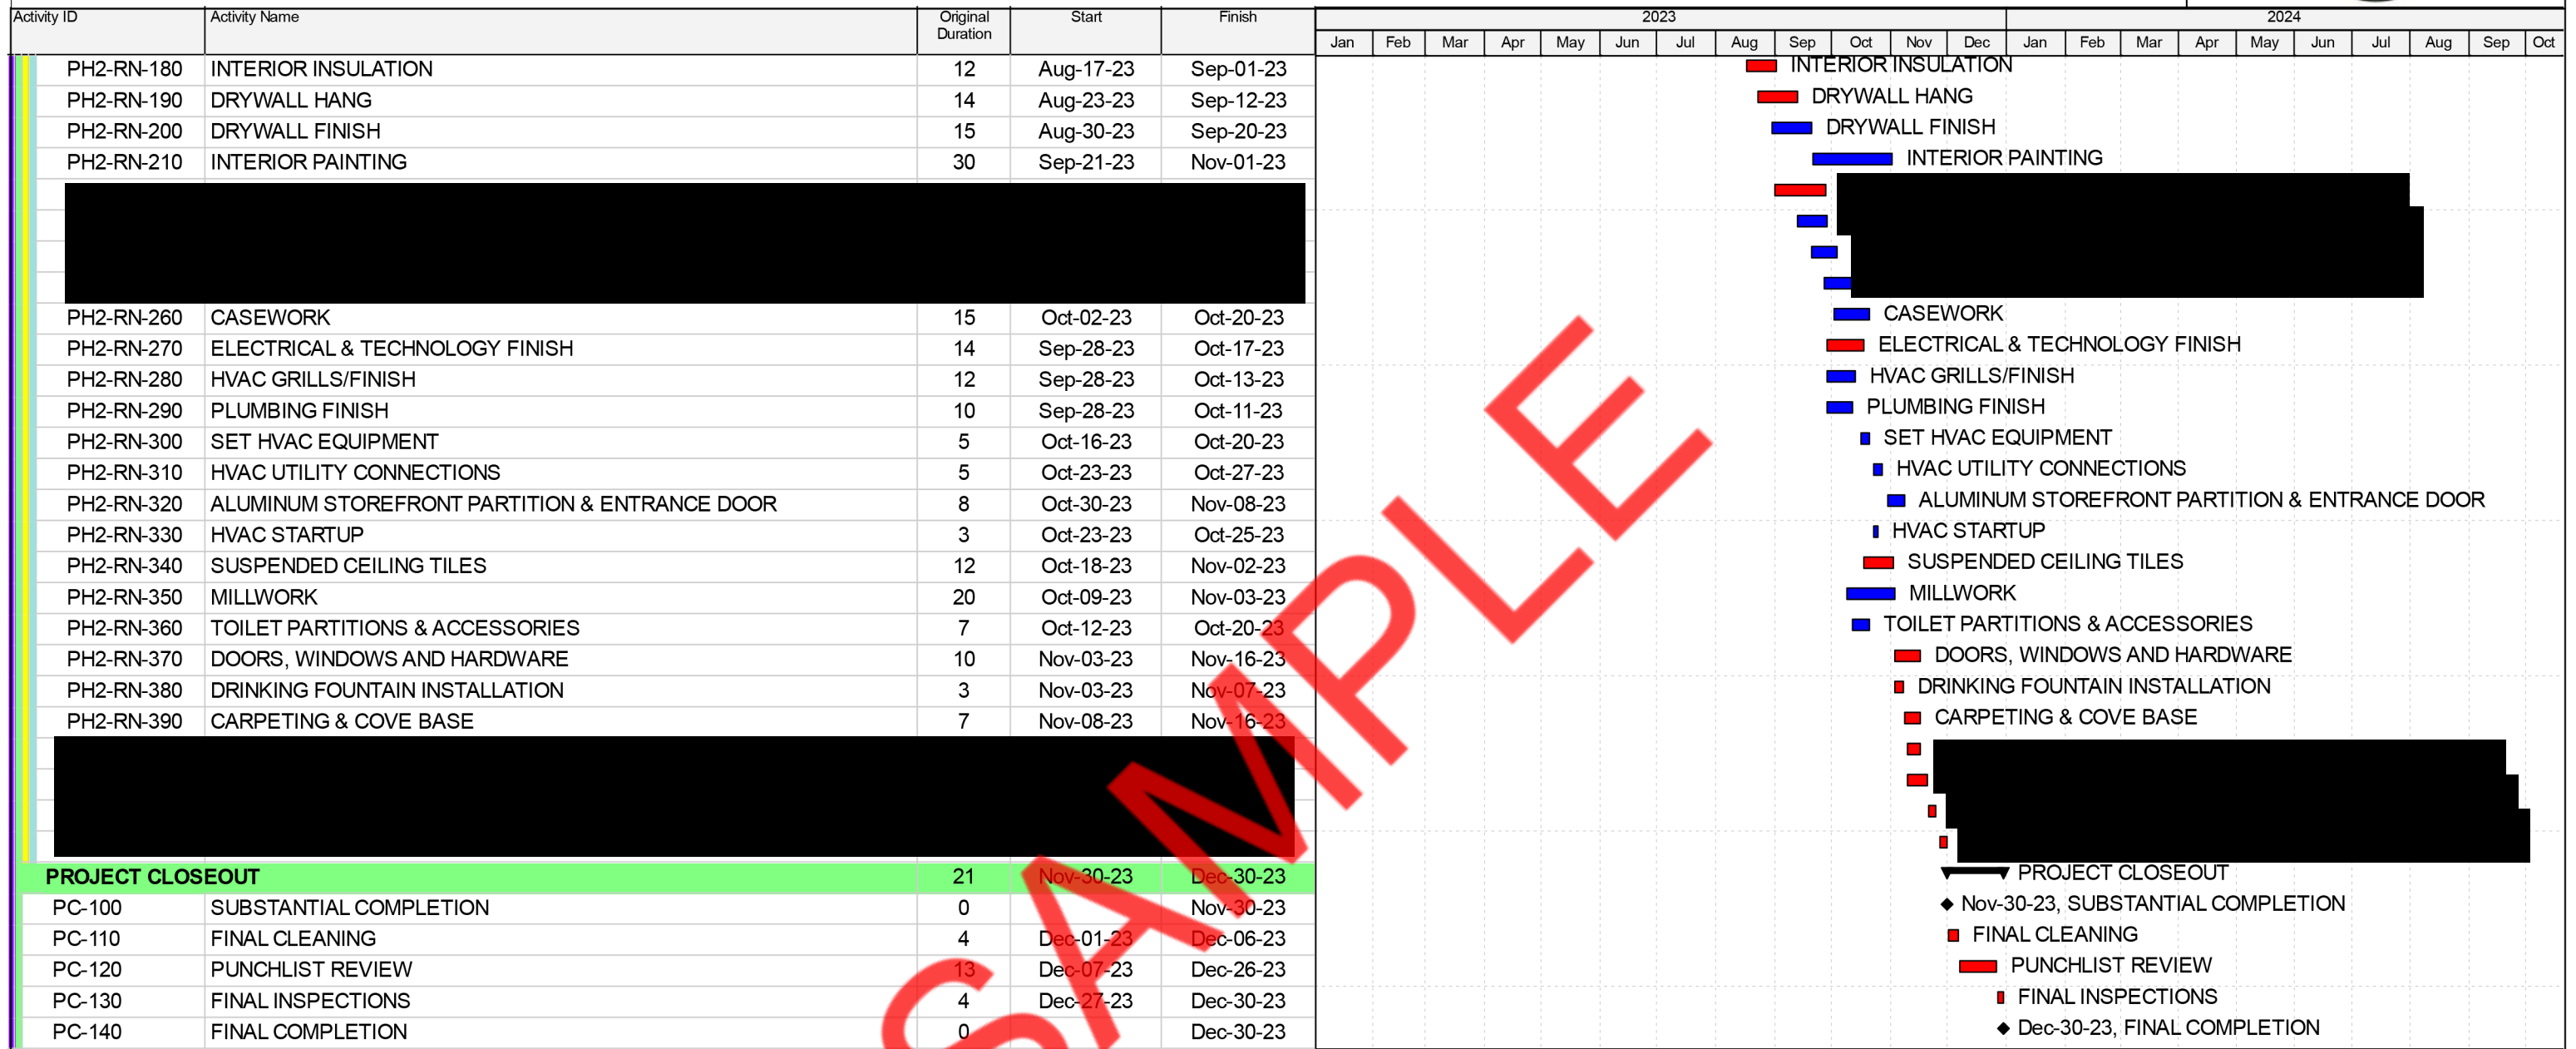 Activity ID Activity Name Original Duration Start Finish 2023 2024
Jan Feb Mar Apr May Jun Jul Aug Sep Oct Nov Dec Jan Feb Mar Apr May Jun Jul Aug Sep Oct
PH2-RN-180 INTERIOR INSULATION 12 Aug-17-23 Sep-01-23 INTERIOR INSULATION
PH2-RN-190 DRYWALL HANG 14 Aug-23-23 Sep-12-23 DRYWALL HANG
PH2-RN-200 DRYWALL FINISH 15 Aug-30-23 Sep-20-23 DRYWALL FINISH
PH2-RN-210 INTERIOR PAINTING 30 Sep-21-23 Nov-01-23 INTERIOR PAINTING
PH2-RN-260 CASEWORK 15 Oct-02-23 Oct-20-23 CASEWORK
PH2-RN-270 ELECTRICAL & TECHNOLOGY FINISH 14 Sep-28-23 Oct-17-23 ELECTRICAL & TECHNOLOGY FINISH
PH2-RN-280 HVAC GRILLS/FINISH 12 Sep-28-23 Oct-13-23 HVAC GRILLS/FINISH
PH2-RN-290 PLUMBING FINISH 10 Sep-28-23 Oct-11-23 PLUMBING FINISH
PH2-RN-300 SET HVAC EQUIPMENT 5 Oct-16-23 Oct-20-23 SET HVAC EQUIPMENT
PH2-RN-310 HVAC UTILITY CONNECTIONS 5 Oct-23-23 Oct-27-23 HVAC UTILITY CONNECTIONS
PH2-RN-320 ALUMINUM STOREFRONT PARTITION & ENTRANCE DOOR 8 Oct-30-23 Nov-08-23 ALUMINUM STOREFRONT PARTITION & ENTRANCE DOOR
PH2-RN-330 HVAC STARTUP 3 Oct-23-23 Oct-25-23 HVAC STARTUP
PH2-RN-340 SUSPENDED CEILING TILES 12 Oct-18-23 Nov-02-23 SUSPENDED CEILING TILES
PH2-RN-350 MILLWORK 20 Oct-09-23 Nov-03-23 MILLWORK
PH2-RN-360 TOILET PARTITIONS & ACCESSORIES 7 Oct-12-23 Oct-20-23 TOILET PARTITIONS & ACCESSORIES
PH2-RN-370 DOORS, WINDOWS AND HARDWARE 10 Nov-03-23 Nov-16-23 DOORS, WINDOWS AND HARDWARE
PH2-RN-380 DRINKING FOUNTAIN INSTALLATION 3 Nov-03-23 Nov-07-23 DRINKING FOUNTAIN INSTALLATION
PH2-RN-390 CARPETING & COVE BASE 7 Nov-08-23 Nov-16-23 CARPETING & COVE BASE
PROJECT CLOSEOUT 21 Nov-30-23 Dec-30-23 PROJECT CLOSEOUT
PC-100 SUBSTANTIAL COMPLETION 0 Nov-30-23 Nov-30-23, SUBSTANTIAL COMPLETION
PC-110 FINAL CLEANING 4 Dec-01-23 Dec-06-23 FINAL CLEANING
PC-120 PUNCHLIST REVIEW 13 Dec-07-23 Dec-26-23 PUNCHLIST REVIEW
PC-130 FINAL INSPECTIONS 4 Dec-27-23 Dec-30-23 FINAL INSPECTIONS
PC-140 FINAL COMPLETION 0 Dec-30-23 Dec-30-23, FINAL COMPLETION
SAMPLE